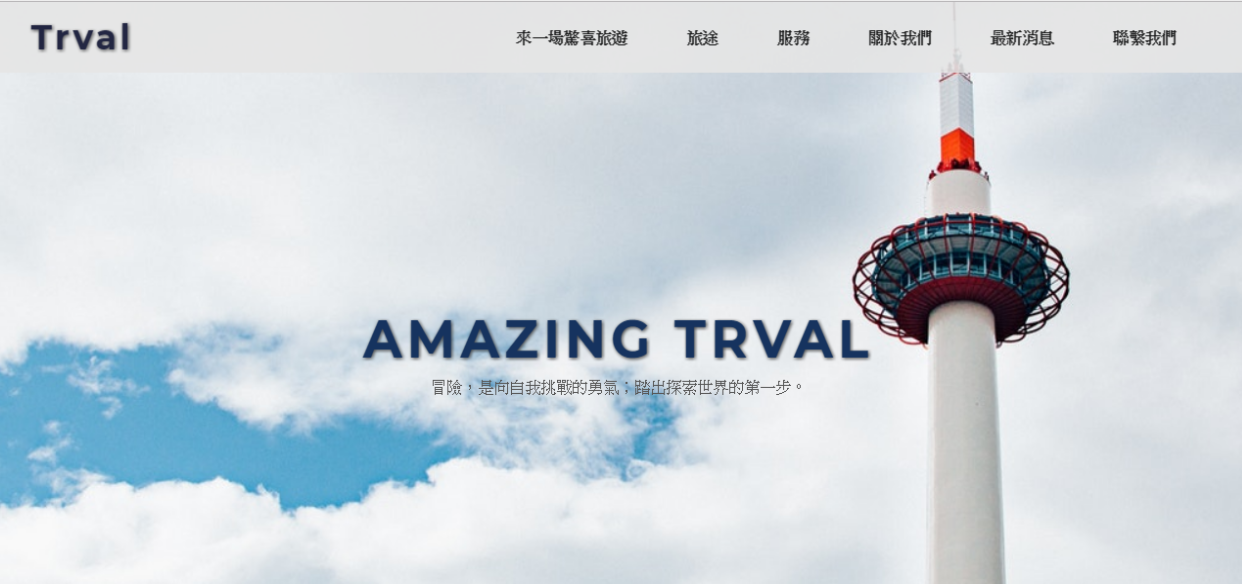 Trval
來一場驚喜旅遊 旅途 服務 關於我們 最新消息 聯繫我們
AMAZING TRVAL
冒險，是向自我挑戰的勇氣；踏出探索世界的第一步。